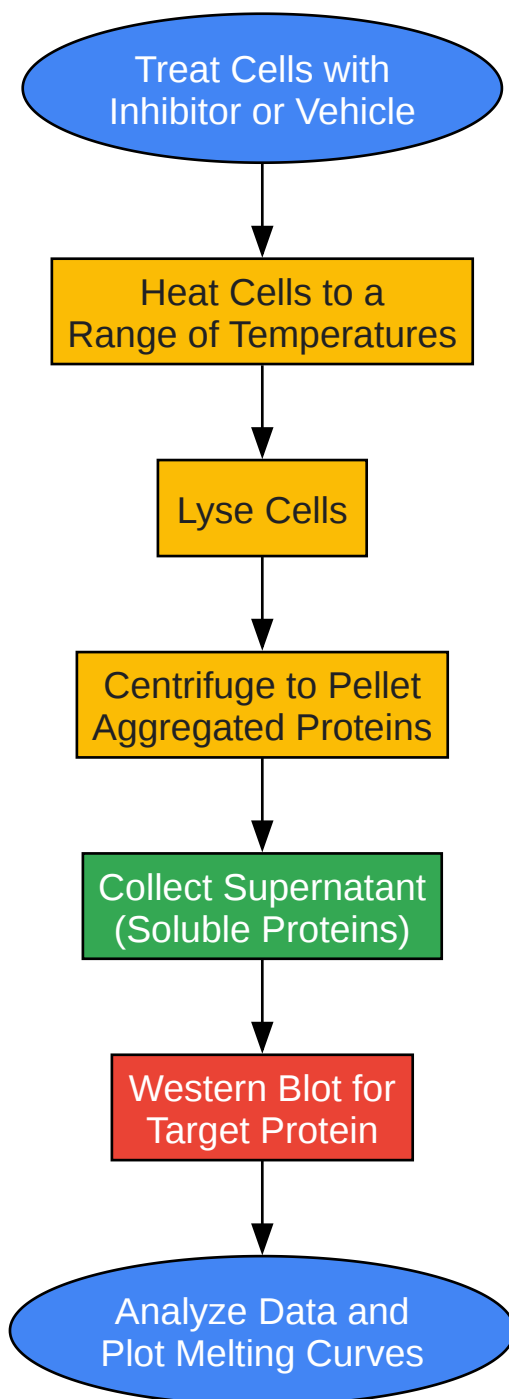 Treat Cells with
Inhibitor or Vehicle
Heat Cells to a
Range of Temperatures
Lyse Cells
Centrifuge to Pellet
Aggregated Proteins
Collect Supernatant
(Soluble Proteins)
Western Blot for
Target Protein
Analyze Data and
Plot Melting Curves